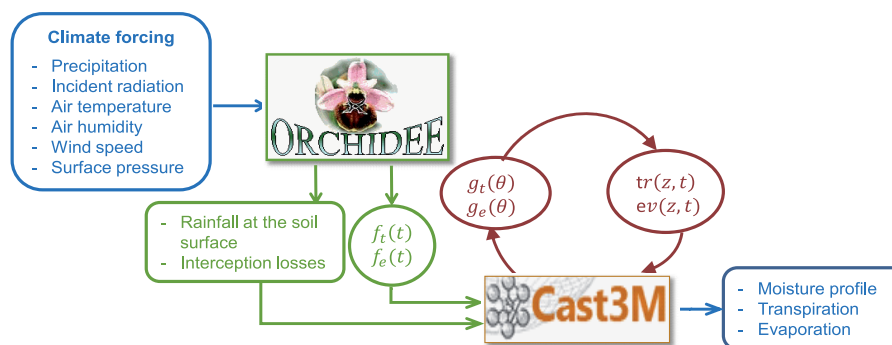 Climate forcing
- Precipitation
- Incident radiation
- Air temperature
- Air humidity
- Wind speed
- Surface pressure
ORCHIDEE
- Rainfall at the soil
surface
- Interception losses
f_t(t)
f_e(t)
g_t(θ)
g_e(θ)
tr(z,t)
ev(z,t)
Cast3M
- Moisture profile
- Transpiration
- Evaporation